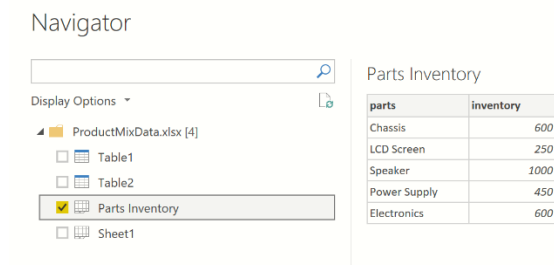 Navigator
Display Options
ProductMixData.xlsx [4]
Table1
Table2
Parts Inventory
Sheet1
Parts Inventory
parts inventory
Chassis 600
LCD Screen 250
Speaker 1000
Power Supply 450
Electronics 600